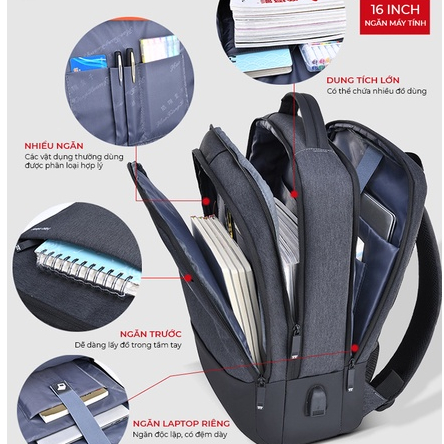 16 INCH
NGĂN MÁY TÍNH
DUNG TÍCH LỚN
Có thể chứa nhiều đồ dùng
NHIỀU NGĂN
Các vật dụng thường dùng
được phân loại hợp lý
NGĂN TRƯỚC
Dễ dàng lấy đồ trong tầm tay
NGĂN LAPTOP RIÊNG
Ngăn độc lập, có đệm dày